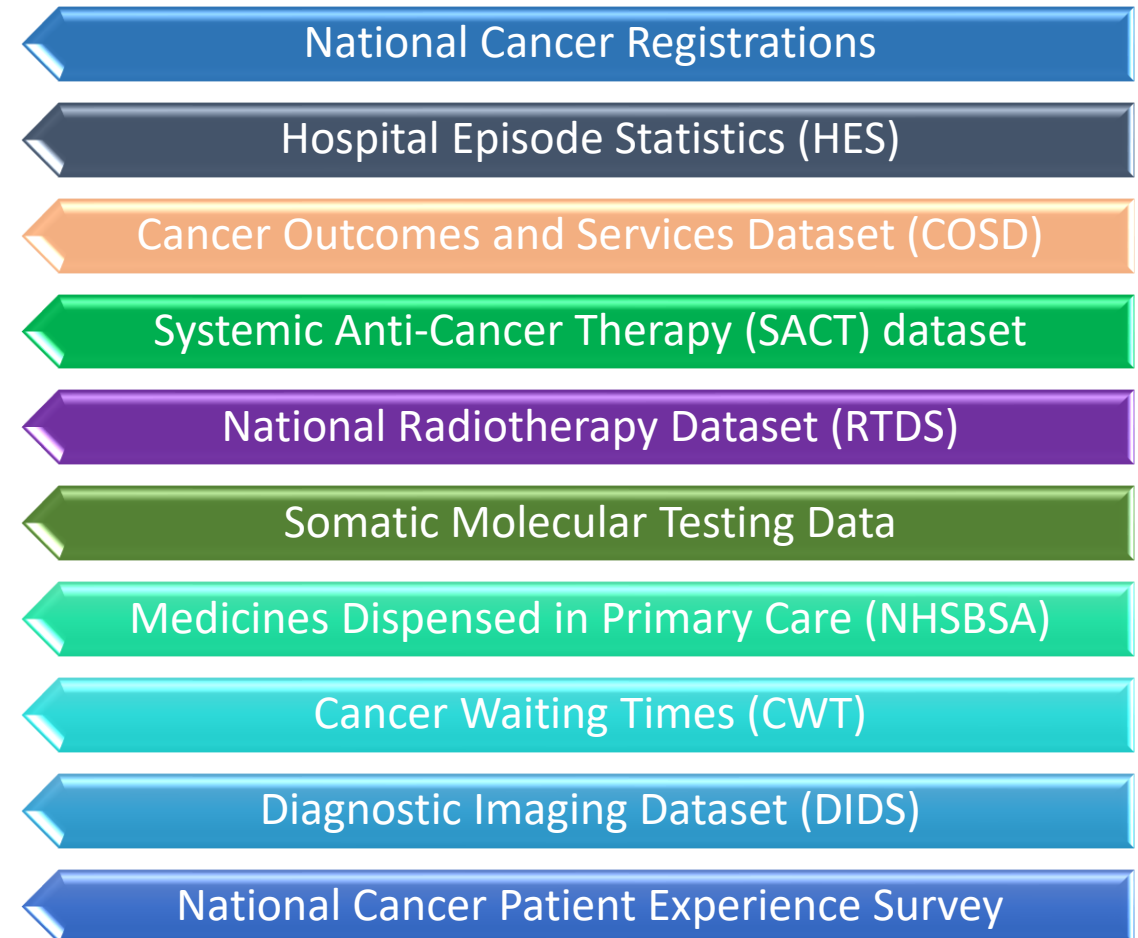 National Cancer Registrations
Hospital Episode Statistics (HES)
Cancer Outcomes and Services Dataset (COSD)
Systemic Anti-Cancer Therapy (SACT) dataset
National Radiotherapy Dataset (RTDS)
Somatic Molecular Testing Data
Medicines Dispensed in Primary Care (NHSBSA)
Cancer Waiting Times (CWT)
Diagnostic Imaging Dataset (DIDS)
National Cancer Patient Experience Survey